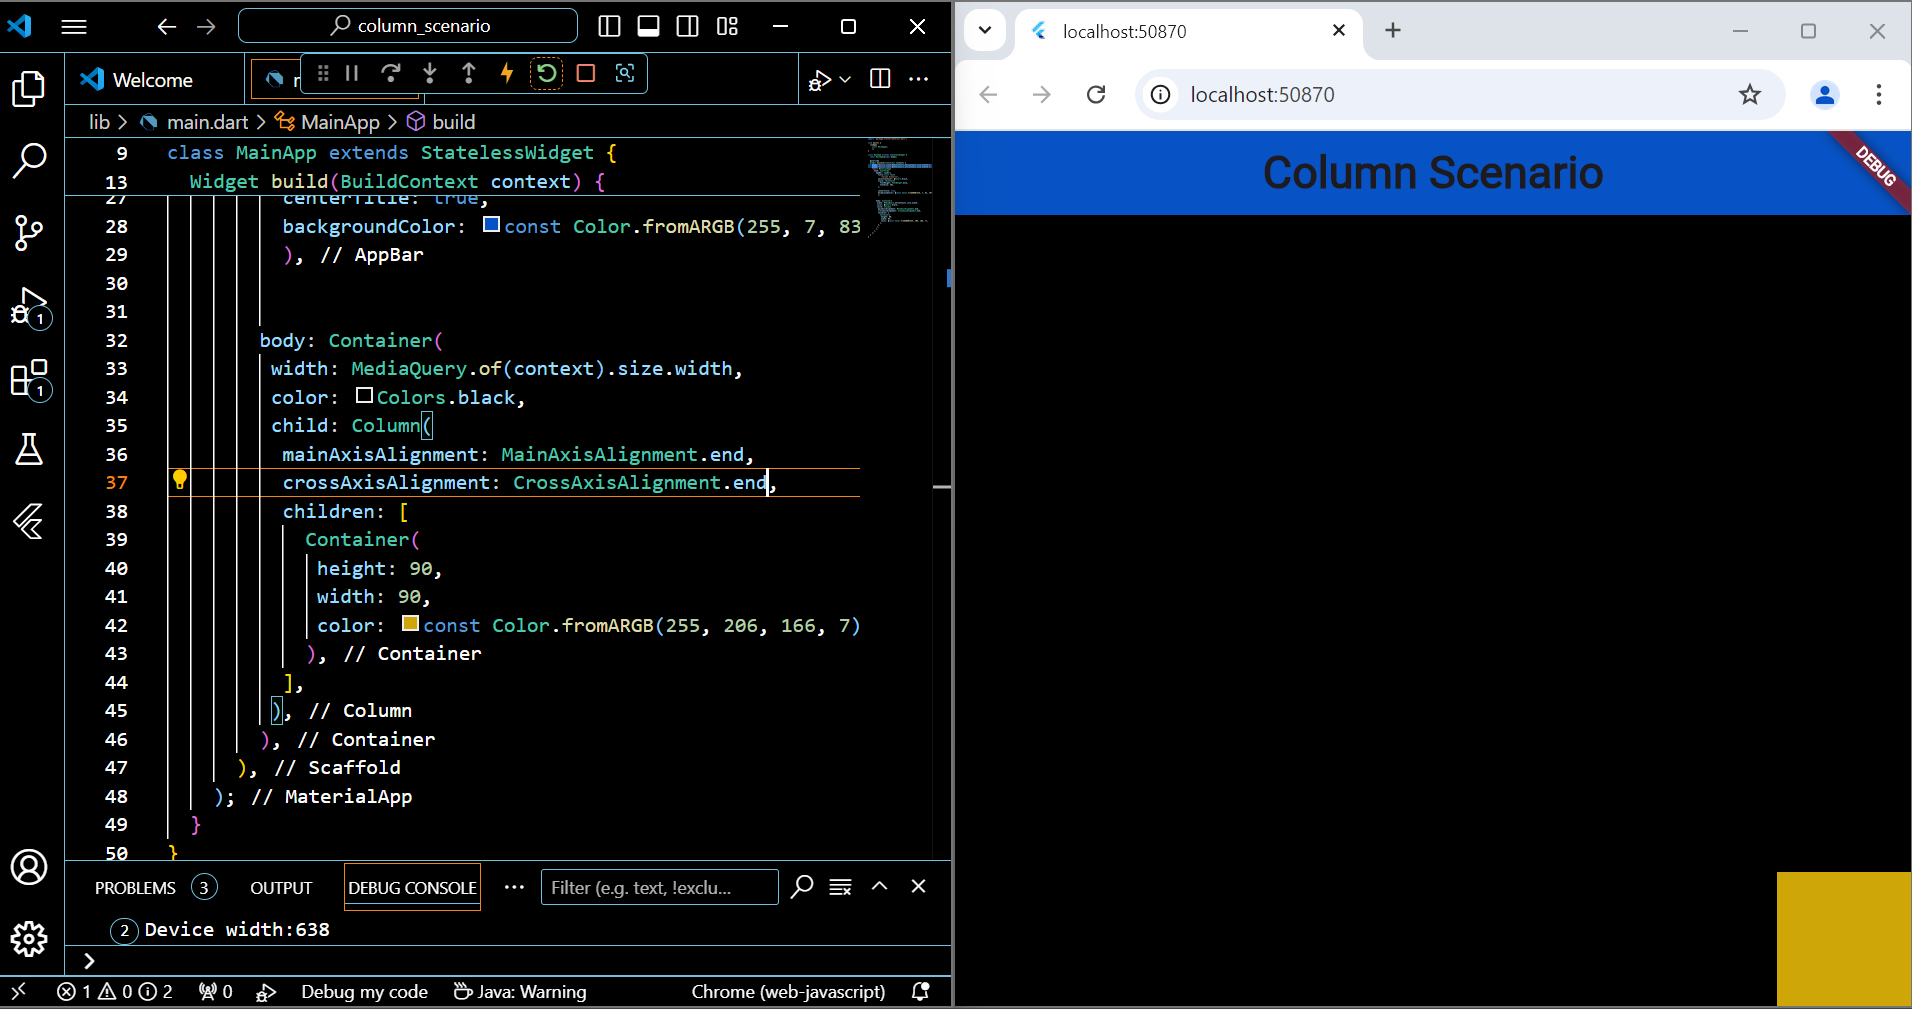 column_scenario
Welcome
lib > main.dart > MainApp > build
9 class MainApp extends StatelessWidget {
13 Widget build(BuildContext context) {
27 centerTitle: true,
28 backgroundColor: const Color.fromARGB(255, 7, 83
29 ), // AppBar
30
31
32 body: Container(
33 width: MediaQuery.of(context).size.width,
34 color: Colors.black,
35 child: Column(
36 mainAxisAlignment: MainAxisAlignment.end,
37 crossAxisAlignment: CrossAxisAlignment.end,
38 children: [
39 Container(
40 height: 90,
41 width: 90,
42 color: const Color.fromARGB(255, 206, 166, 7)
43 ), // Container
44 ],
45 ), // Column
46 ), // Container
47 ), // Scaffold
48 ); // MaterialApp
49 }
50 }
1
1
PROBLEMS 3 OUTPUT DEBUG CONSOLE ... Filter (e.g. text, !exclu...
2 Device width:638
>
1 0 2 0 Debug my code Java: Warning Chrome (web-javascript)
localhost:50870
localhost:50870
Column Scenario
DEBUG